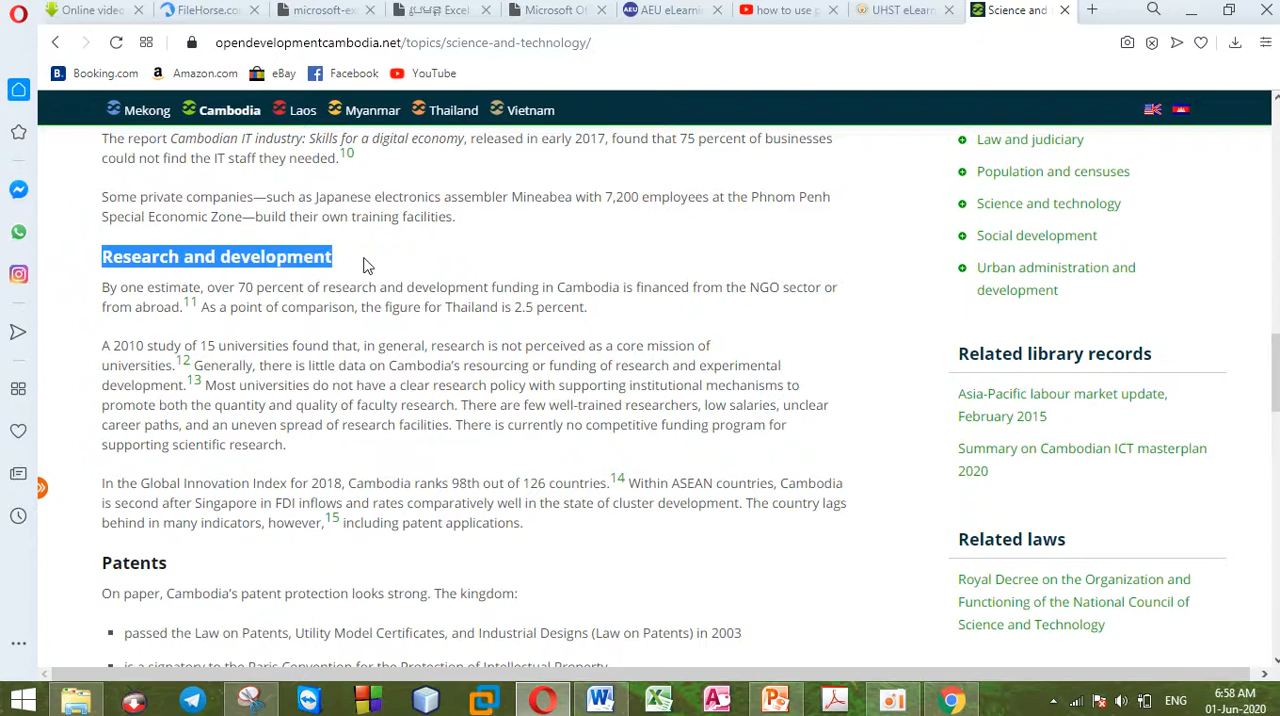 Online video
FileHorse.co
microsoft-ex
Excel
Microsoft Of
AEU eLearni
how to use p
UHST eLearn
Science and
opendevelopmentcambodia.net/topics/science-and-technology/
Booking.com
Amazon.com
eBay
Facebook
YouTube
Mekong Cambodia Laos Myanmar Thailand Vietnam
The report Cambodian IT industry: Skills for a digital economy, released in early 2017, found that 75 percent of businesses
could not find the IT staff they needed.10
Some private companies—such as Japanese electronics assembler Mineabea with 7,200 employees at the Phnom Penh
Special Economic Zone—build their own training facilities.
Research and development
By one estimate, over 70 percent of research and development funding in Cambodia is financed from the NGO sector or
from abroad.11 As a point of comparison, the figure for Thailand is 2.5 percent.
A 2010 study of 15 universities found that, in general, research is not perceived as a core mission of
universities.12 Generally, there is little data on Cambodia's resourcing or funding of research and experimental
development.13 Most universities do not have a clear research policy with supporting institutional mechanisms to
promote both the quantity and quality of faculty research. There are few well-trained researchers, low salaries, unclear
career paths, and an uneven spread of research facilities. There is currently no competitive funding program for
supporting scientific research.
In the Global Innovation Index for 2018, Cambodia ranks 98th out of 126 countries.14 Within ASEAN countries, Cambodia
is second after Singapore in FDI inflows and rates comparatively well in the state of cluster development. The country lags
behind in many indicators, however,15 including patent applications.
Patents
On paper, Cambodia's patent protection looks strong. The kingdom:
passed the Law on Patents, Utility Model Certificates, and Industrial Designs (Law on Patents) in 2003
is a signatory to the Paris Convention for the Protection of Intellectual Property
Law and judiciary
Population and censuses
Science and technology
Social development
Urban administration and
development
Related library records
Asia-Pacific labour market update,
February 2015
Summary on Cambodian ICT masterplan
2020
Related laws
Royal Decree on the Organization and
Functioning of the National Council of
Science and Technology
ENG
6:58 AM
01-Jun-2020